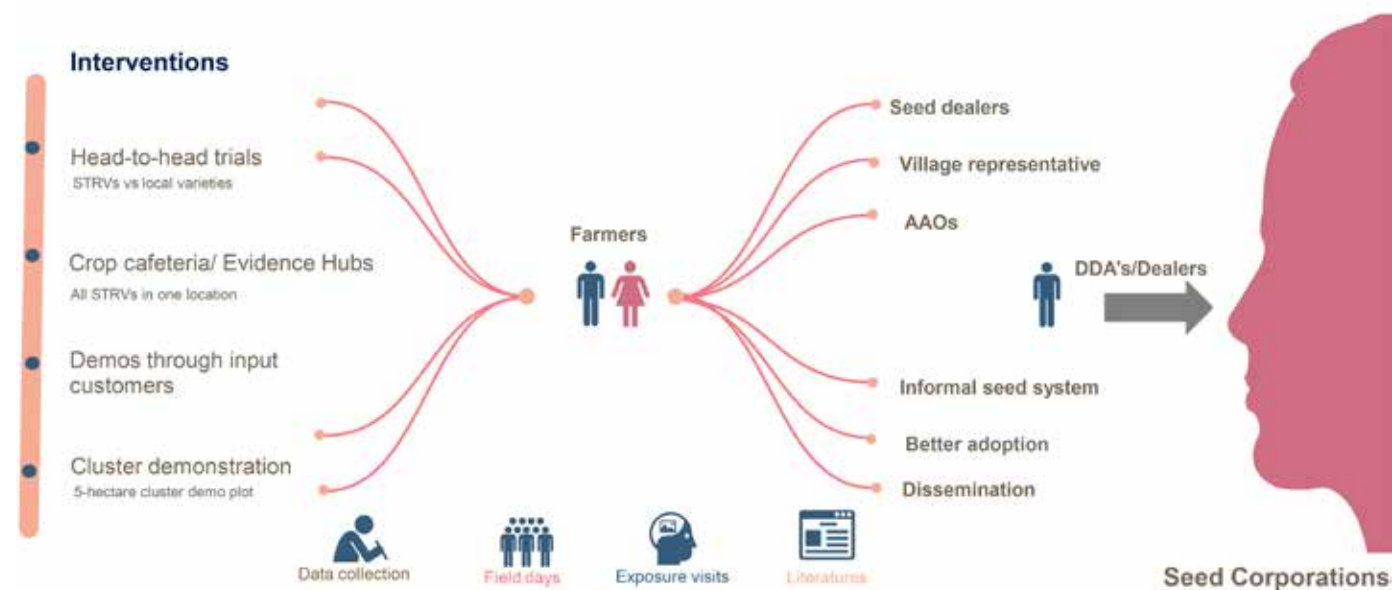 Interventions
Head-to-head trials
STRVs vs local varieties
Crop cafeteria/ Evidence Hubs
All STRVs in one location
Demos through input
customers
Cluster demonstration
5-hectare cluster demo plot
Farmers
Seed dealers
Village representative
AAOs
DDA's/Dealers
Informal seed system
Better adoption
Dissemination
Data collection
Field days
Exposure visits
Literatures
Seed Corporations